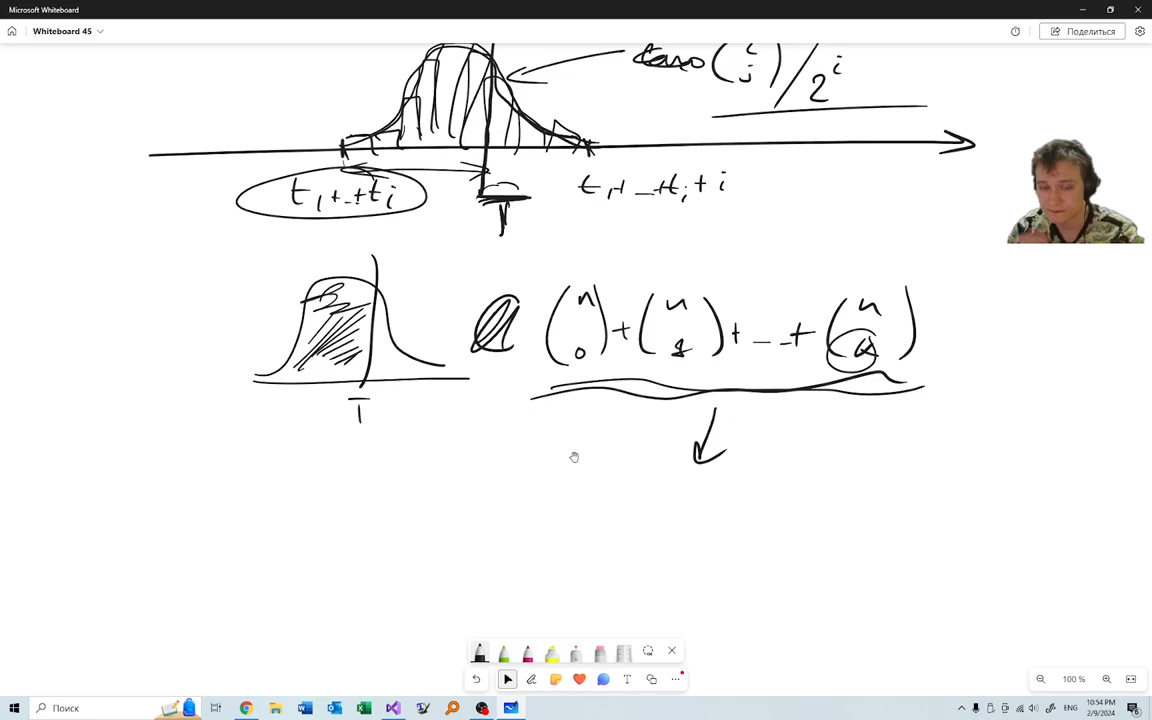 Microsoft Whiteboard
Whiteboard 45
Поделиться
(i j) / 2^i
t₁+..+tᵢ
T
t₁+..+tᵢ+i
T
(n 0) + (n 1) + ... + (n
100 %
Поиск
ENG
10:54 PM
2/9/2024
6